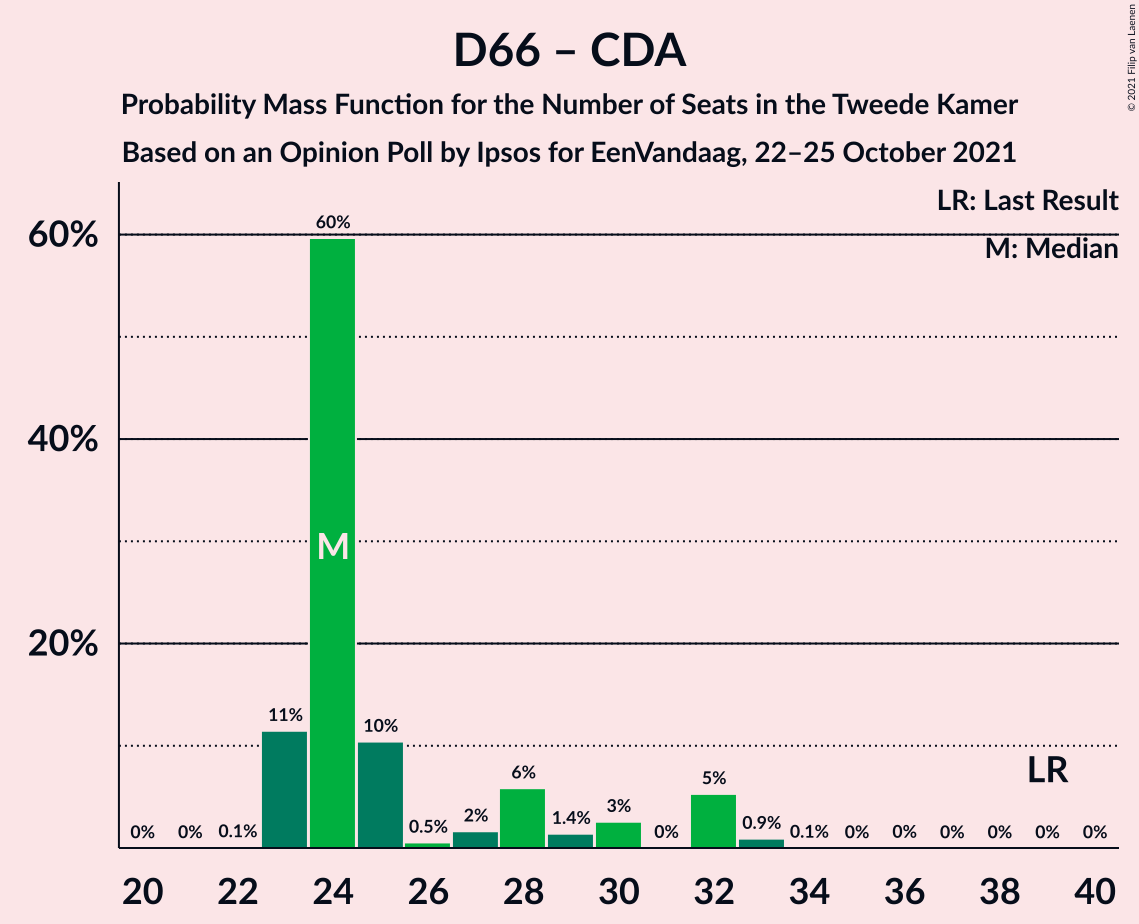 D66 – CDA
Probability Mass Function for the Number of Seats in the Tweede Kamer
Based on an Opinion Poll by Ipsos for EenVandaag, 22–25 October 2021
© 2021 Filip van Laenen
LR: Last Result
M: Median
60%
40%
20%
0% 0% 0.1% 11% 60% 10% 0.5% 2% 6% 1.4% 3% 0% 5% 0.9% 0.1% 0% 0% 0% 0% 0% 0%
M
LR
20 22 24 26 28 30 32 34 36 38 40